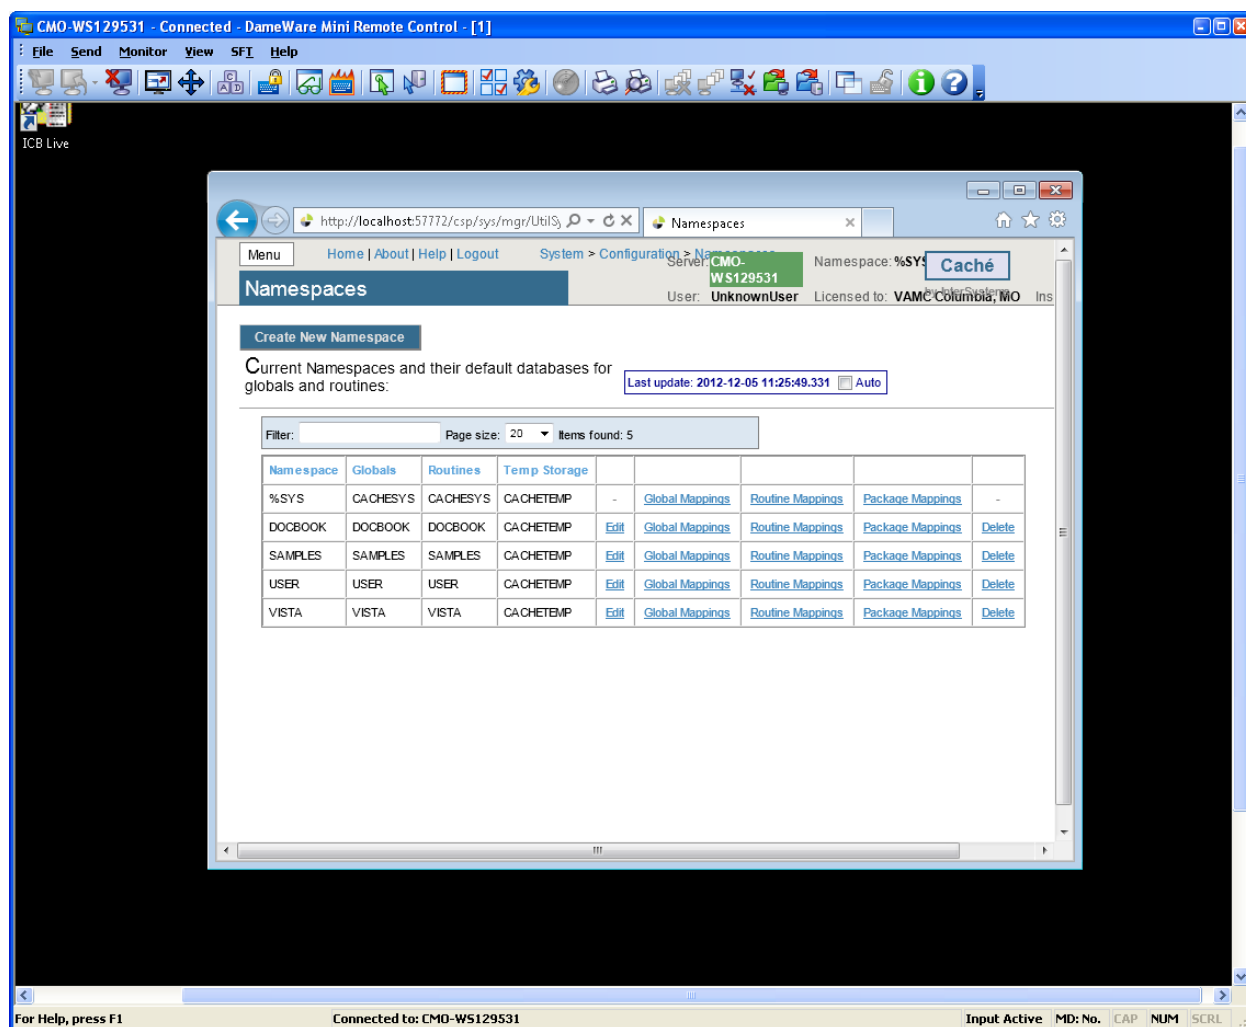 CMO-WS129531 - Connected - DameWare Mini Remote Control - [1]
File Send Monitor View SFT Help
ICB Live
http://localhost:57772/csp/sys/mgr/UtilSy
Namespaces
Menu Home | About | Help | Logout System > Configuration > Namespaces
Server: CMO-WS129531 Namespace: %SYS Caché
by InterSystems
Namespaces
User: UnknownUser Licensed to: VAMC Columbia, MO Ins
Create New Namespace
Current Namespaces and their default databases for
globals and routines:
Last update: 2012-12-05 11:25:49.331 Auto
Filter: Page size: 20 Items found: 5
Namespace Globals Routines Temp Storage
%SYS CACHESYS CACHESYS CACHETEMP - Global Mappings Routine Mappings Package Mappings -
DOCBOOK DOCBOOK DOCBOOK CACHETEMP Edit Global Mappings Routine Mappings Package Mappings Delete
SAMPLES SAMPLES SAMPLES CACHETEMP Edit Global Mappings Routine Mappings Package Mappings Delete
USER USER USER CACHETEMP Edit Global Mappings Routine Mappings Package Mappings Delete
VISTA VISTA VISTA CACHETEMP Edit Global Mappings Routine Mappings Package Mappings Delete
For Help, press F1 Connected to: CMO-WS129531 Input Active MD: No. CAP NUM SCRL